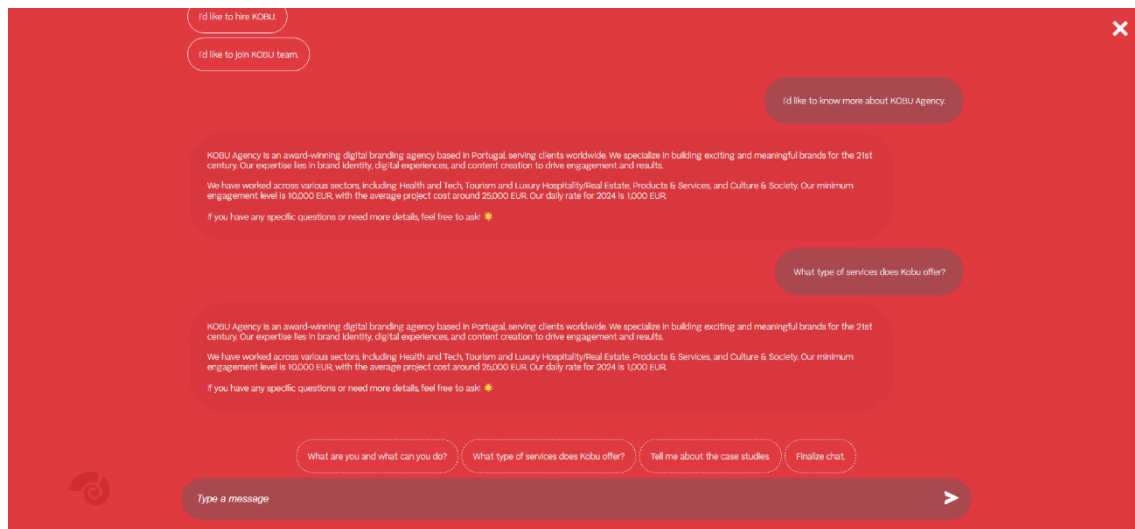 I'd like to hire KOBU.
I'd like to join KOBU team.
I'd like to know more about KOBU Agency.
KOBU Agency is an award-winning digital branding agency based in Portugal, serving clients worldwide. We specialize in building exciting and meaningful brands for the 21st
century. Our expertise lies in brand identity, digital experiences, and content creation to drive engagement and results.
We have worked across various sectors, including Health and Tech, Tourism and Luxury Hospitality/Real Estate, Products & Services, and Culture & Society. Our minimum
engagement level is 10,000 EUR, with the average project cost around 25,000 EUR. Our daily rate for 2024 is 1,000 EUR.
If you have any specific questions or need more details, feel free to ask!
What type of services does Kobu offer?
KOBU Agency is an award-winning digital branding agency based in Portugal, serving clients worldwide. We specialize in building exciting and meaningful brands for the 21st
century. Our expertise lies in brand identity, digital experiences, and content creation to drive engagement and results.
We have worked across various sectors, including Health and Tech, Tourism and Luxury Hospitality/Real Estate, Products & Services, and Culture & Society. Our minimum
engagement level is 10,000 EUR, with the average project cost around 25,000 EUR. Our daily rate for 2024 is 1,000 EUR.
If you have any specific questions or need more details, feel free to ask!
What are you and what can you do?
What type of services does Kobu offer?
Tell me about the case studies.
Finalize chat.
Type a message